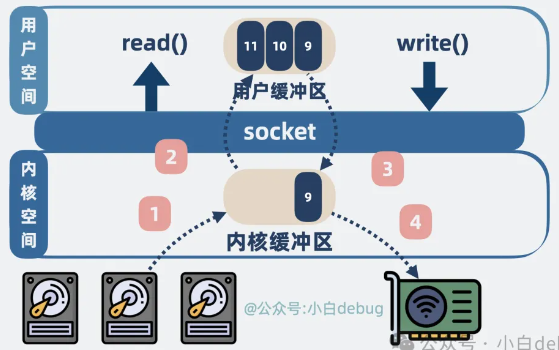 用户空间
read()
11 10 9
write()
用户缓冲区
socket
2
3
内核空间
9
1
4
内核缓冲区
@公众号:小白debug
公众号 · 小白de